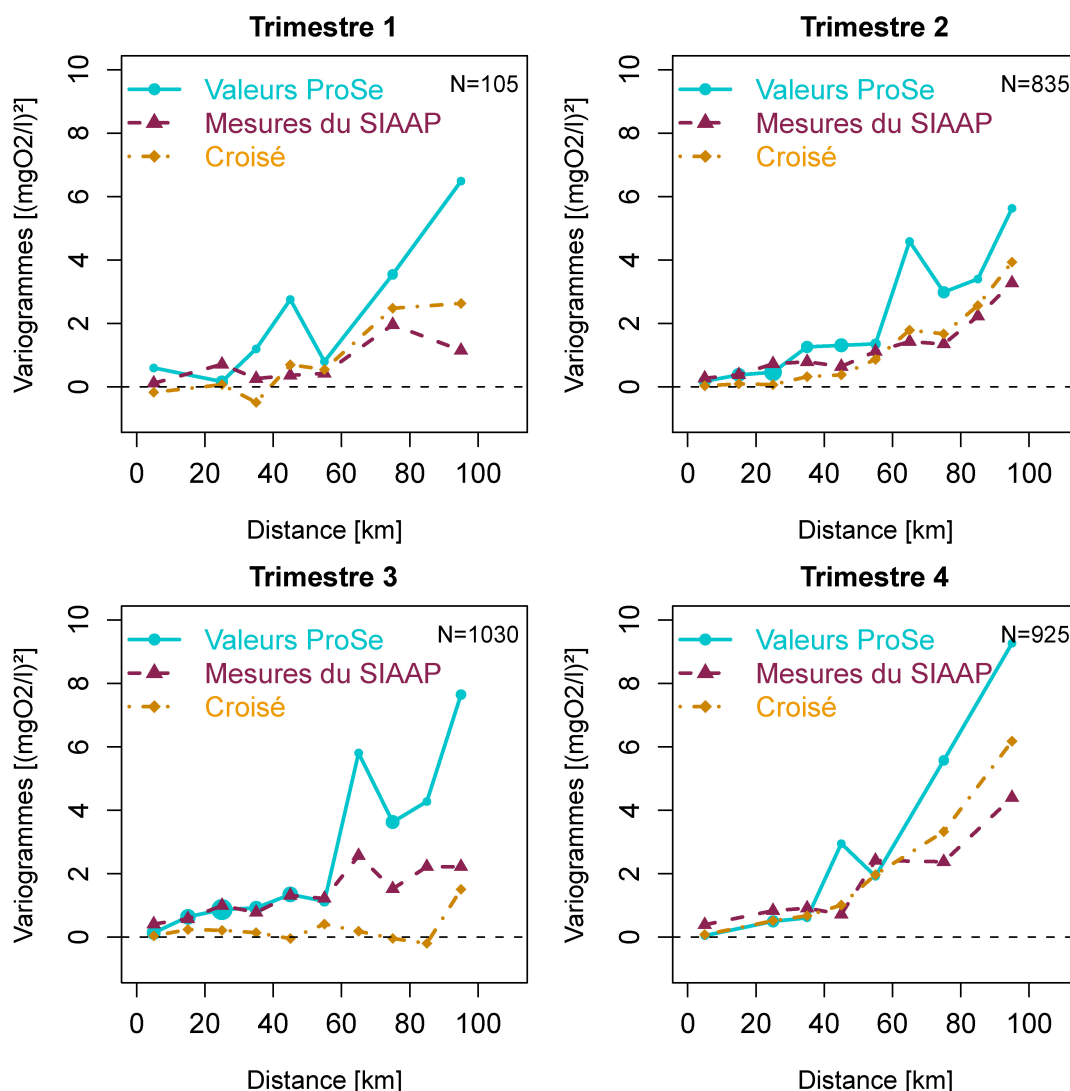 Trimestre 1
Variogrammes [(mgO2/l)²]
10
8
6
4
2
0
Valeurs ProSe
N=105
Mesures du SIAAP
Croisé
0 20 40 60 80 100
Distance [km]
Trimestre 2
Variogrammes [(mgO2/l)²]
10
8
6
4
2
0
Valeurs ProSe
N=835
Mesures du SIAAP
Croisé
0 20 40 60 80 100
Distance [km]
Trimestre 3
Variogrammes [(mgO2/l)²]
10
8
6
4
2
0
Valeurs ProSe
N=1030
Mesures du SIAAP
Croisé
0 20 40 60 80 100
Distance [km]
Trimestre 4
Variogrammes [(mgO2/l)²]
10
8
6
4
2
0
Valeurs ProSe
N=925
Mesures du SIAAP
Croisé
0 20 40 60 80 100
Distance [km]